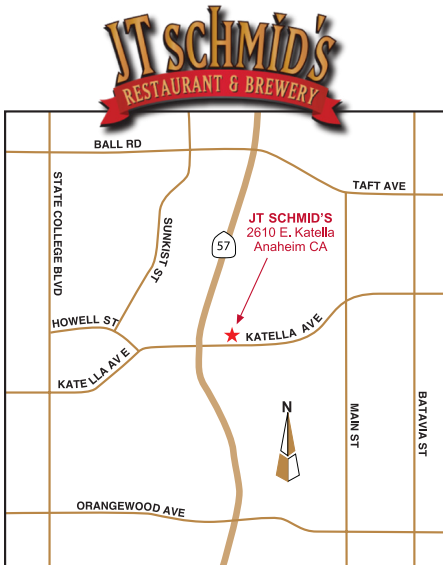 JT SCHMID'S
RESTAURANT & BREWERY
BALL RD
TAFT AVE
STATE COLLEGE BLVD
SUNKIST ST
57
JT SCHMID'S
2610 E. Katella
Anaheim CA
HOWELL ST
KATELLA AVE
KATELLA AVE
MAIN ST
BATAVIA ST
N
ORANGEWOOD AVE